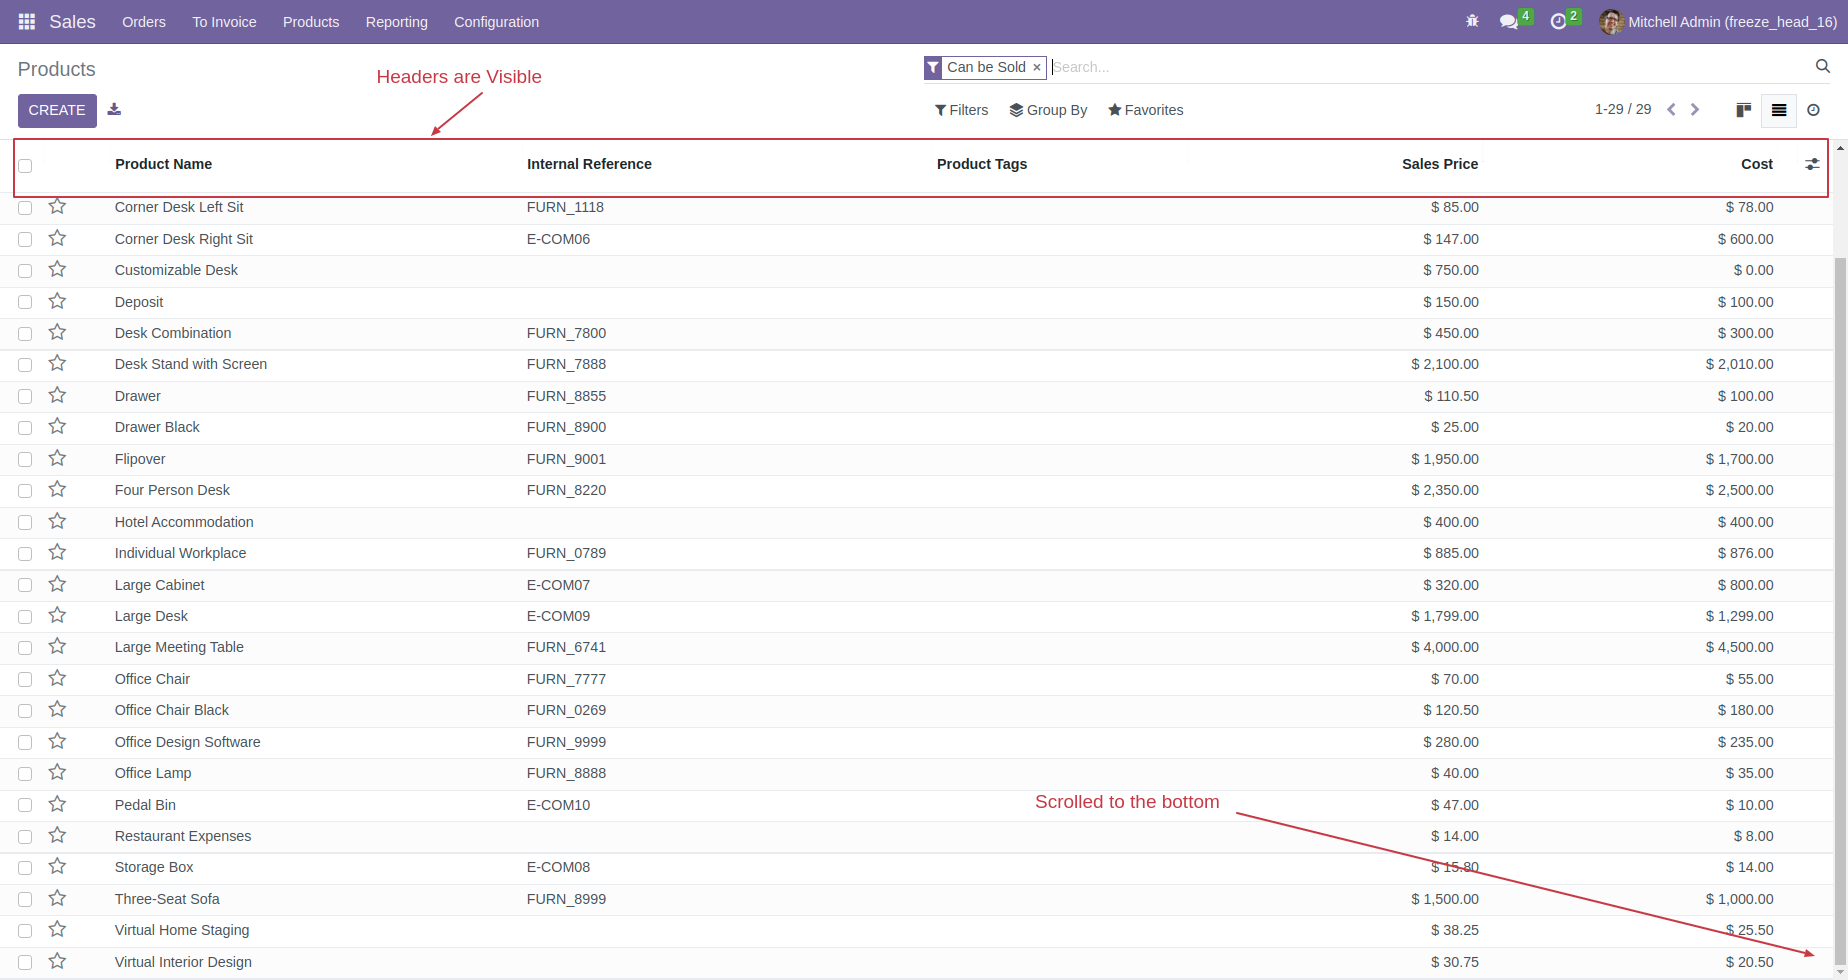 Sales Orders To Invoice Products Reporting Configuration 4 2 Mitchell Admin (freeze_head_16)
Products Can be Sold × Search...
Headers are Visible
CREATE Filters Group By Favorites 1-29 / 29
Product Name Internal Reference Product Tags Sales Price Cost
Corner Desk Left Sit FURN_1118 $ 85.00 $ 78.00
Corner Desk Right Sit E-COM06 $ 147.00 $ 600.00
Customizable Desk $ 750.00 $ 0.00
Deposit $ 150.00 $ 100.00
Desk Combination FURN_7800 $ 450.00 $ 300.00
Desk Stand with Screen FURN_7888 $ 2,100.00 $ 2,010.00
Drawer FURN_8855 $ 110.50 $ 100.00
Drawer Black FURN_8900 $ 25.00 $ 20.00
Flipover FURN_9001 $ 1,950.00 $ 1,700.00
Four Person Desk FURN_8220 $ 2,350.00 $ 2,500.00
Hotel Accommodation $ 400.00 $ 400.00
Individual Workplace FURN_0789 $ 885.00 $ 876.00
Large Cabinet E-COM07 $ 320.00 $ 800.00
Large Desk E-COM09 $ 1,799.00 $ 1,299.00
Large Meeting Table FURN_6741 $ 4,000.00 $ 4,500.00
Office Chair FURN_7777 $ 70.00 $ 55.00
Office Chair Black FURN_0269 $ 120.50 $ 180.00
Office Design Software FURN_9999 $ 280.00 $ 235.00
Office Lamp FURN_8888 $ 40.00 $ 35.00
Pedal Bin E-COM10 $ 47.00 $ 10.00
Scrolled to the bottom
Restaurant Expenses $ 14.00 $ 8.00
Storage Box E-COM08 $ 15.80 $ 14.00
Three-Seat Sofa FURN_8999 $ 1,500.00 $ 1,000.00
Virtual Home Staging $ 38.25 $ 25.50
Virtual Interior Design $ 30.75 $ 20.50